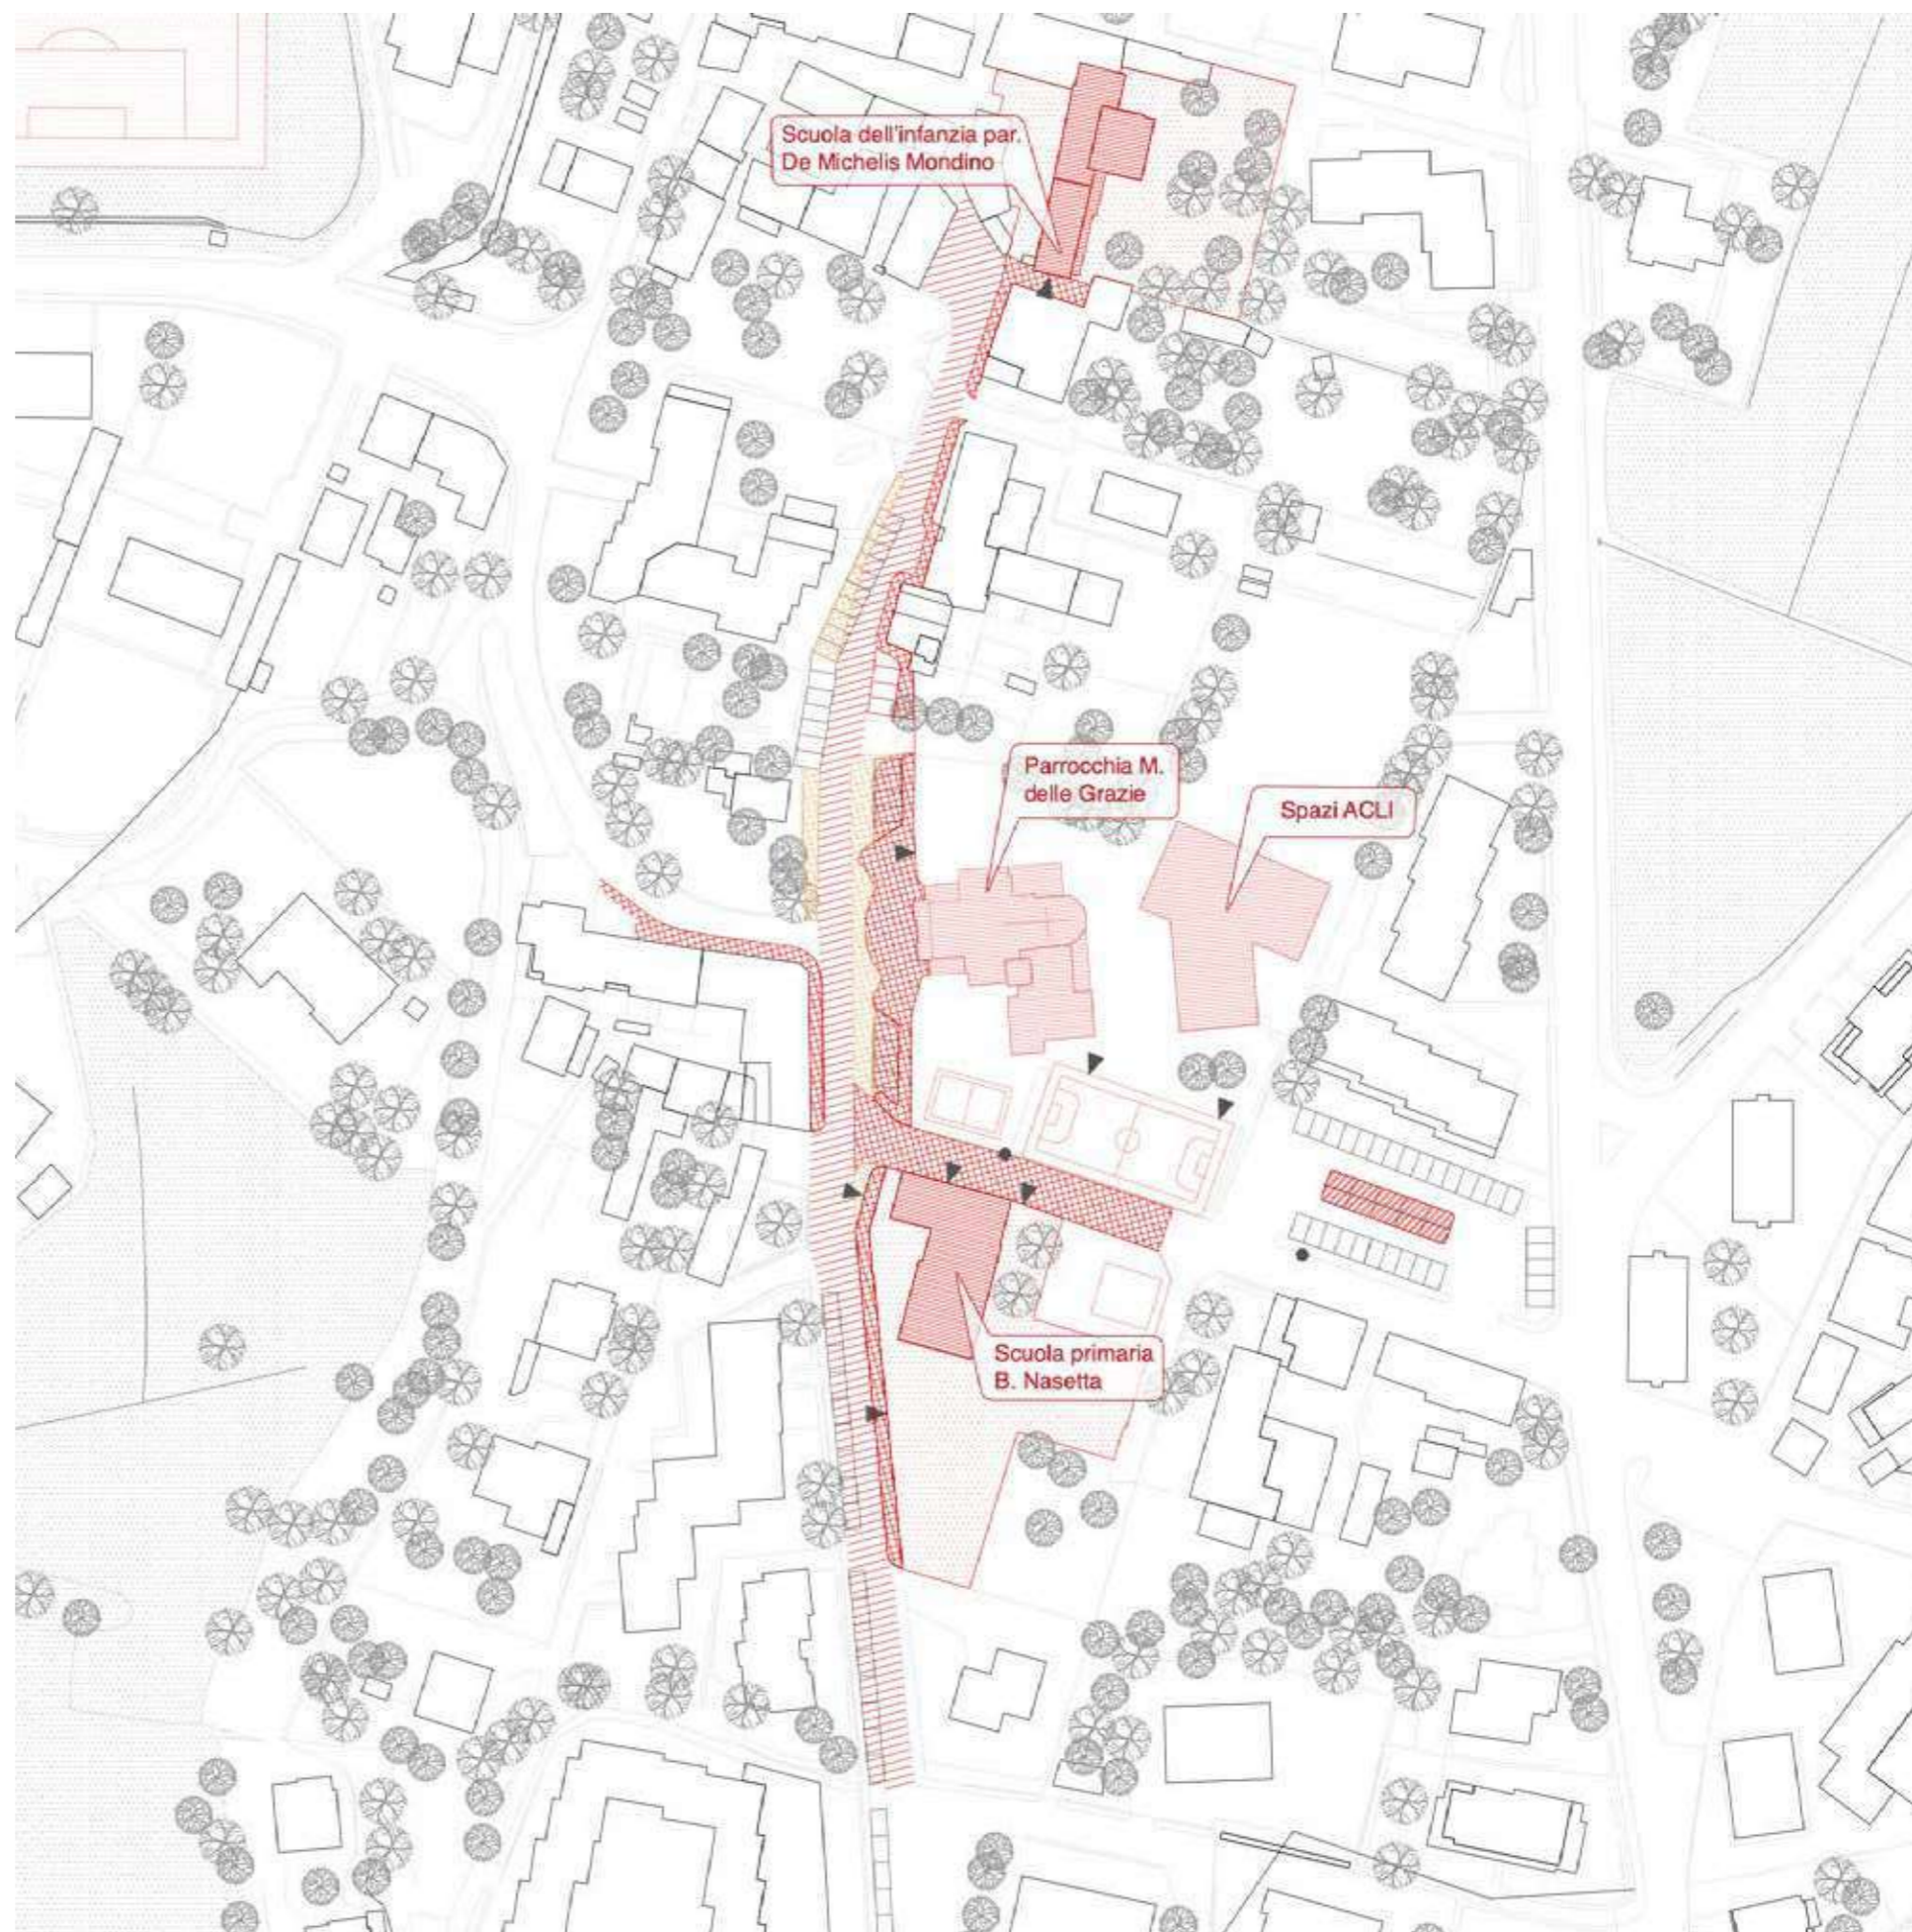 Scuola dell'infanzia par.
De Michelis Mondino
Parrocchia M.
delle Grazie
Spazi ACLI
Scuola primaria
B. Nasetta